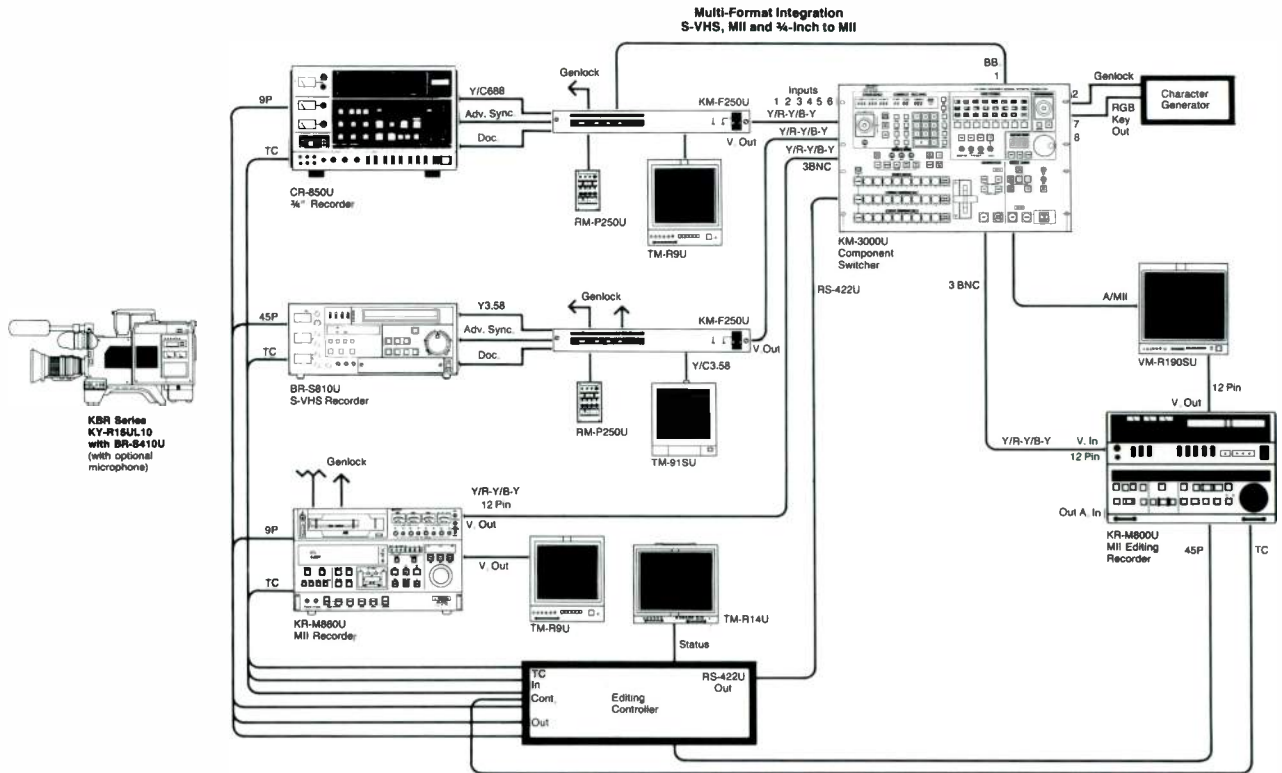 Multi-Format Integration
S-VHS, MII and ¾-Inch to MII
BB
1
Genlock
Genlock
9P
Y/C688
Adv. Sync.
Doc.
KM-F250U
V. Out
Inputs
1 2 3 4 5 6
Y/R-Y/B-Y
Y/R-Y/B-Y
Y/R-Y/B-Y
3BNC
2
7
8
RGB
Key
Out
Character
Generator
TC
CR-850U
¾" Recorder
RM-P250U
TM-R9U
KM-3000U
Component
Switcher
RS-422U
3 BNC
A/MII
VM-R190SU
12 Pin
V. Out
45P
TC
Y3.58
Adv. Sync.
Doc.
Genlock
KM-F250U
V. Out
Y/C3.58
BR-S810U
S-VHS Recorder
RM-P250U
TM-91SU
KBR Series
KY-R16UL10
with BR-S410U
(with optional
microphone)
Y/R-Y/B-Y
12 Pin
V. In
Out A. In
KR-M800U
MII Editing
Recorder
45P
TC
Genlock
Y/R-Y/B-Y
12 Pin
V. Out
9P
TC
V. Out
KR-M860U
MII Recorder
TM-R9U
TM-R14U
Status
TC
In
Cont.
Out
Editing
Controller
RS-422U
Out